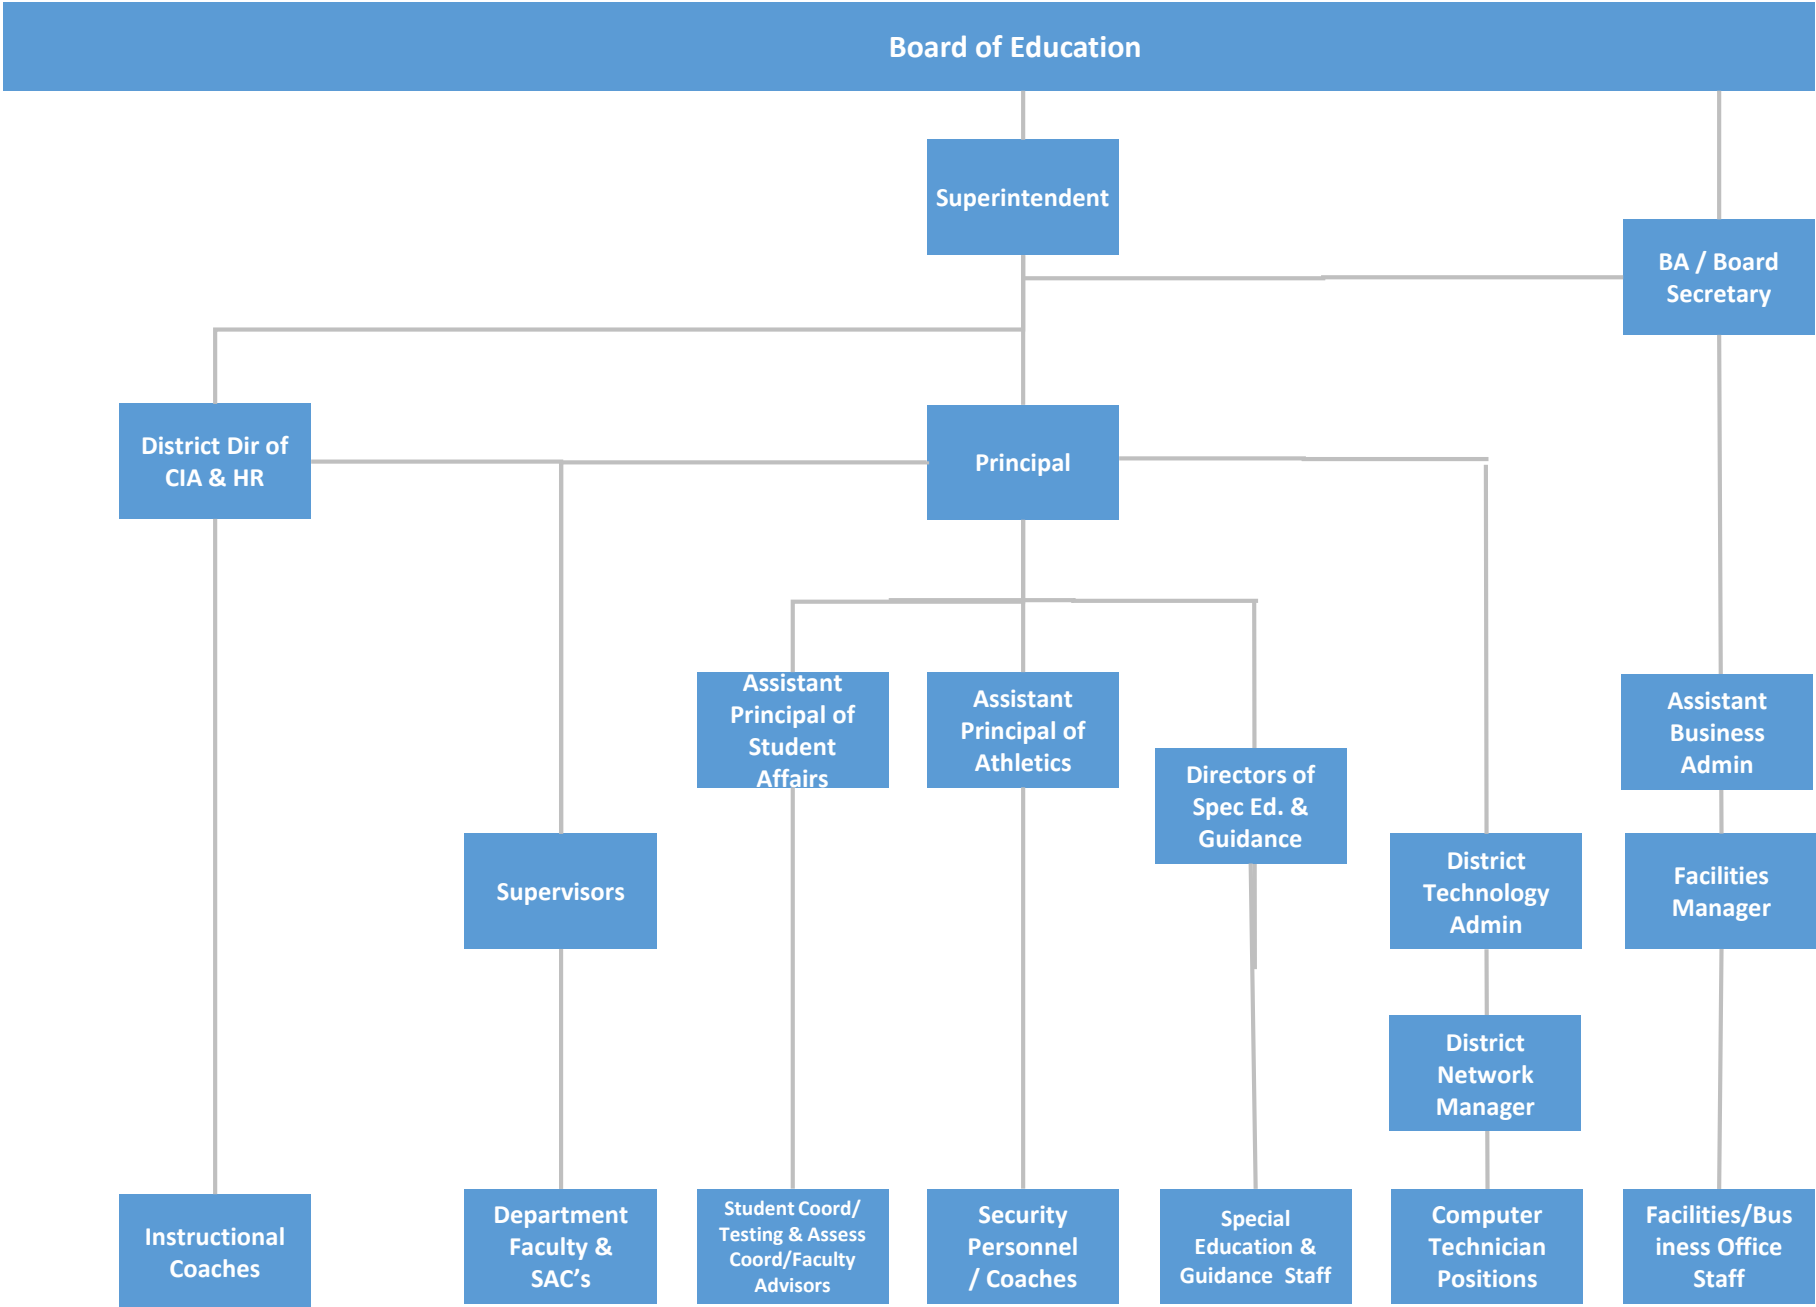 Board of Education
Superintendent
BA / Board
Secretary
District Dir of
CIA & HR
Principal
Assistant
Principal of
Student
Affairs
Assistant
Principal of
Athletics
Directors of
Spec Ed. &
Guidance
Assistant
Business
Admin
Supervisors
District
Technology
Admin
Facilities
Manager
District
Network
Manager
Instructional
Coaches
Department
Faculty &
SAC’s
Student Coord/
Testing & Assess
Coord/Faculty
Advisors
Security
Personnel
/ Coaches
Special
Education &
Guidance Staff
Computer
Technician
Positions
Facilities/Bus
iness Office
Staff